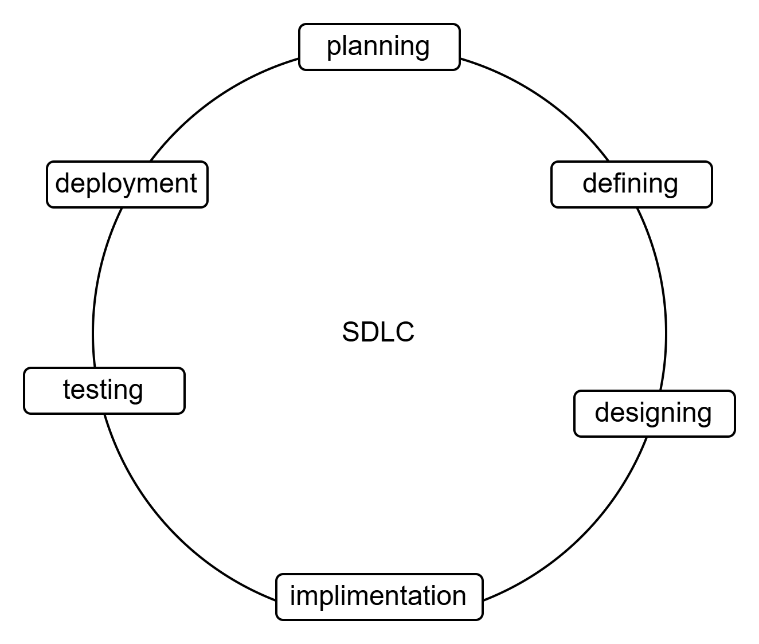 planning
deployment
defining
SDLC
testing
designing
implimentation